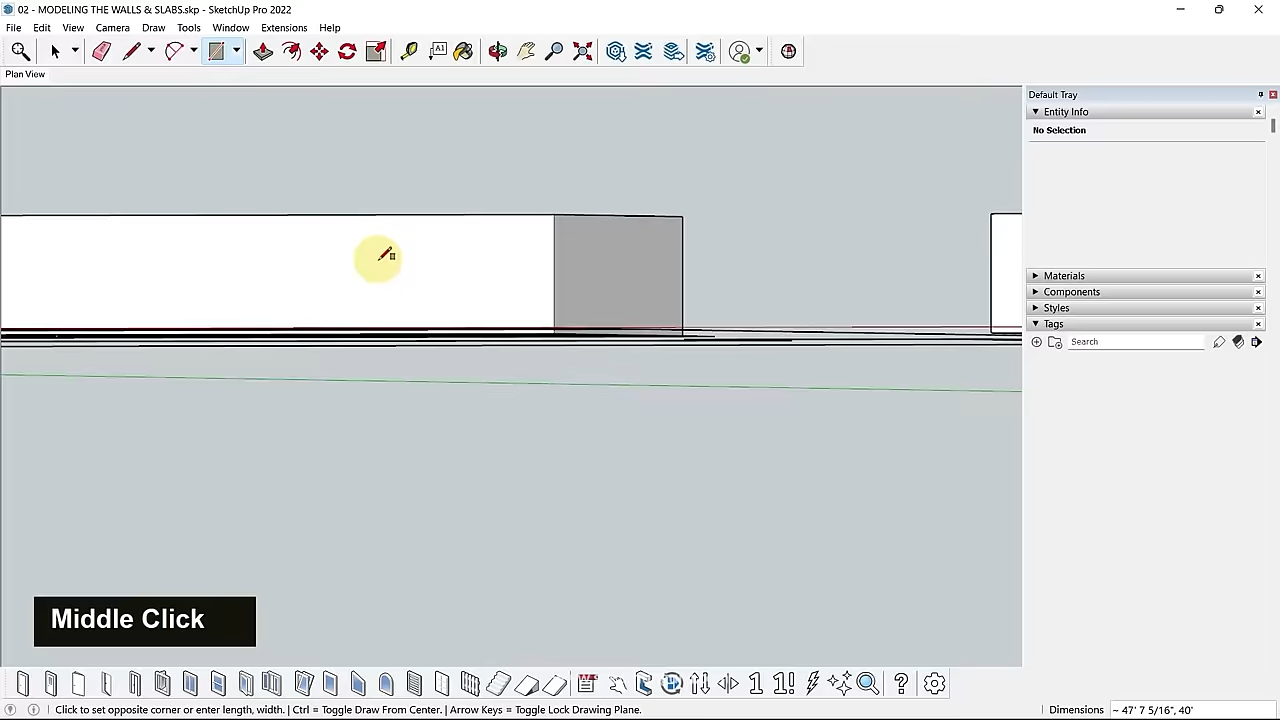 02 - MODELING THE WALLS & SLABS.skp - SketchUp Pro 2022
File Edit View Camera Draw Tools Window Extensions Help
Plan View
Default Tray
Entity Info
No Selection
Materials
Components
Styles
Tags
Search
Middle Click
Click to set opposite corner or enter length, width. | Ctrl = Toggle Draw From Center. | Arrow Keys = Toggle Lock Drawing Plane.
Dimensions ~ 47' 7 5/16", 40'